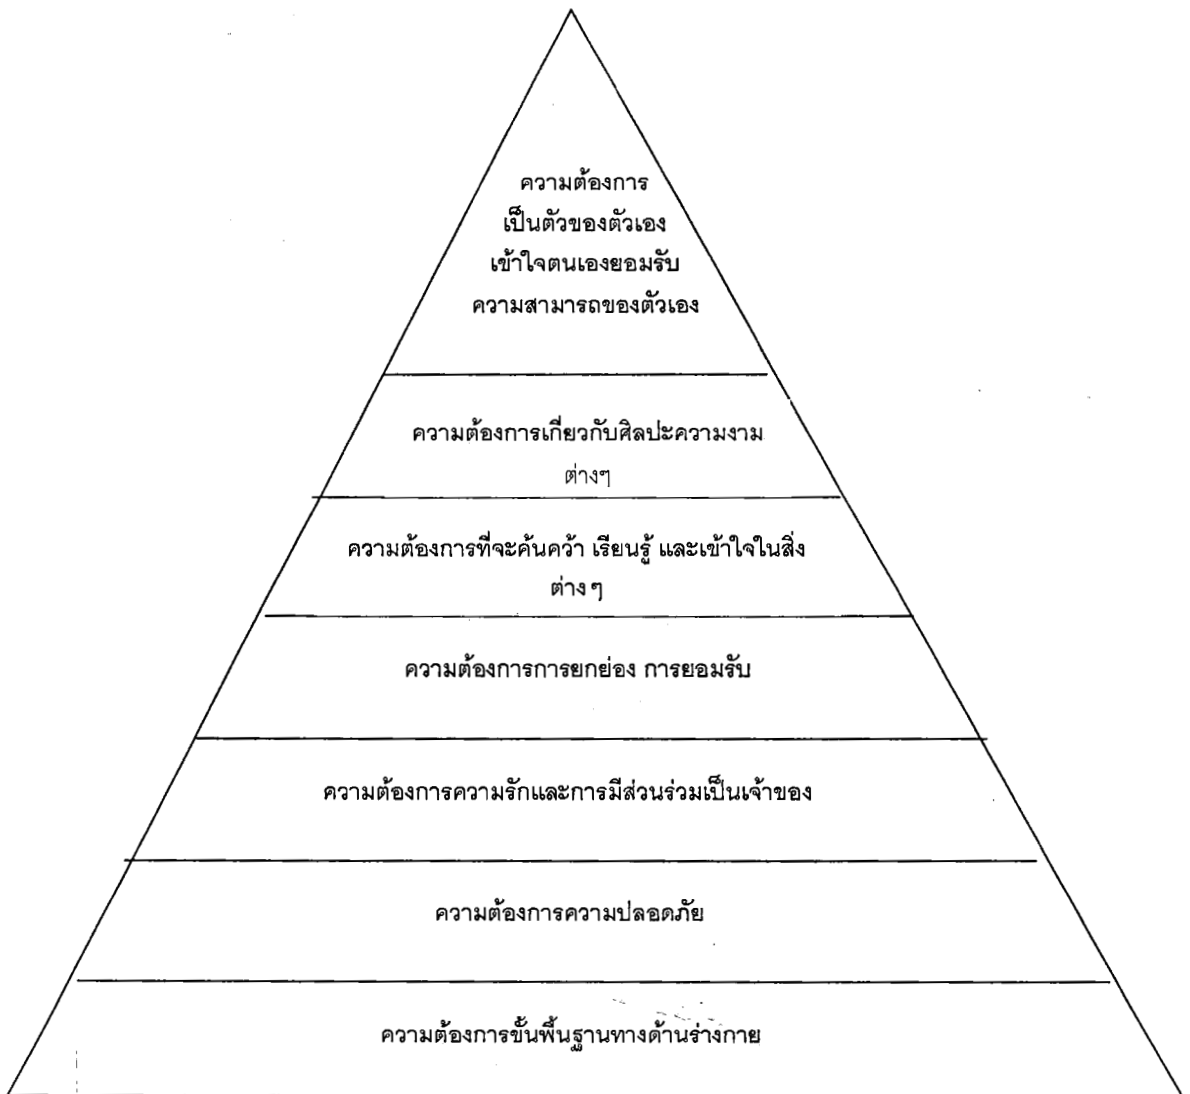 ความต้องการ
เป็นตัวของตัวเอง
เข้าใจตนเองยอมรับ
ความสามารถของตัวเอง
ความต้องการเกี่ยวกับศิลปะความงาม
ต่างๆ
ความต้องการที่จะค้นคว้า เรียนรู้ และเข้าใจในสิ่ง
ต่างๆ
ความต้องการการยกย่อง การยอมรับ
ความต้องการความรักและการมีส่วนร่วมเป็นเจ้าของ
ความต้องการความปลอดภัย
ความต้องการขั้นพื้นฐานทางด้านร่างกาย